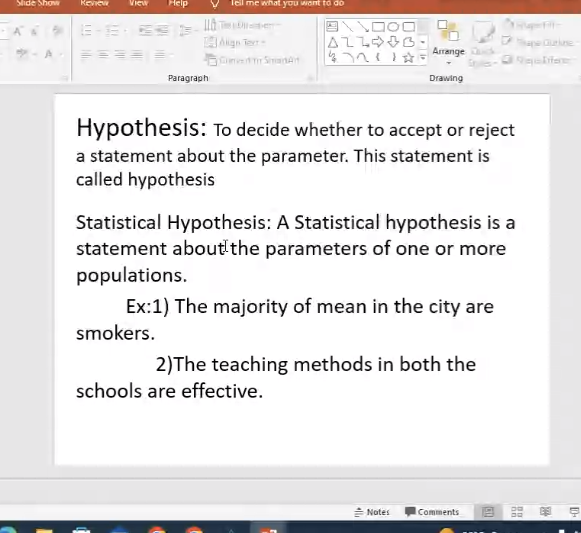 Slide Show Review View Help Tell me what you want to do
Text Direction
Align Text
Convert to SmartArt
Arrange Quick Styles
Shape Fill
Shape Outline
Shape Effects
Paragraph Drawing
Hypothesis: To decide whether to accept or reject
a statement about the parameter. This statement is
called hypothesis
Statistical Hypothesis: A Statistical hypothesis is a
statement about the parameters of one or more
populations.
Ex:1) The majority of mean in the city are
smokers.
2)The teaching methods in both the
schools are effective.
Notes Comments